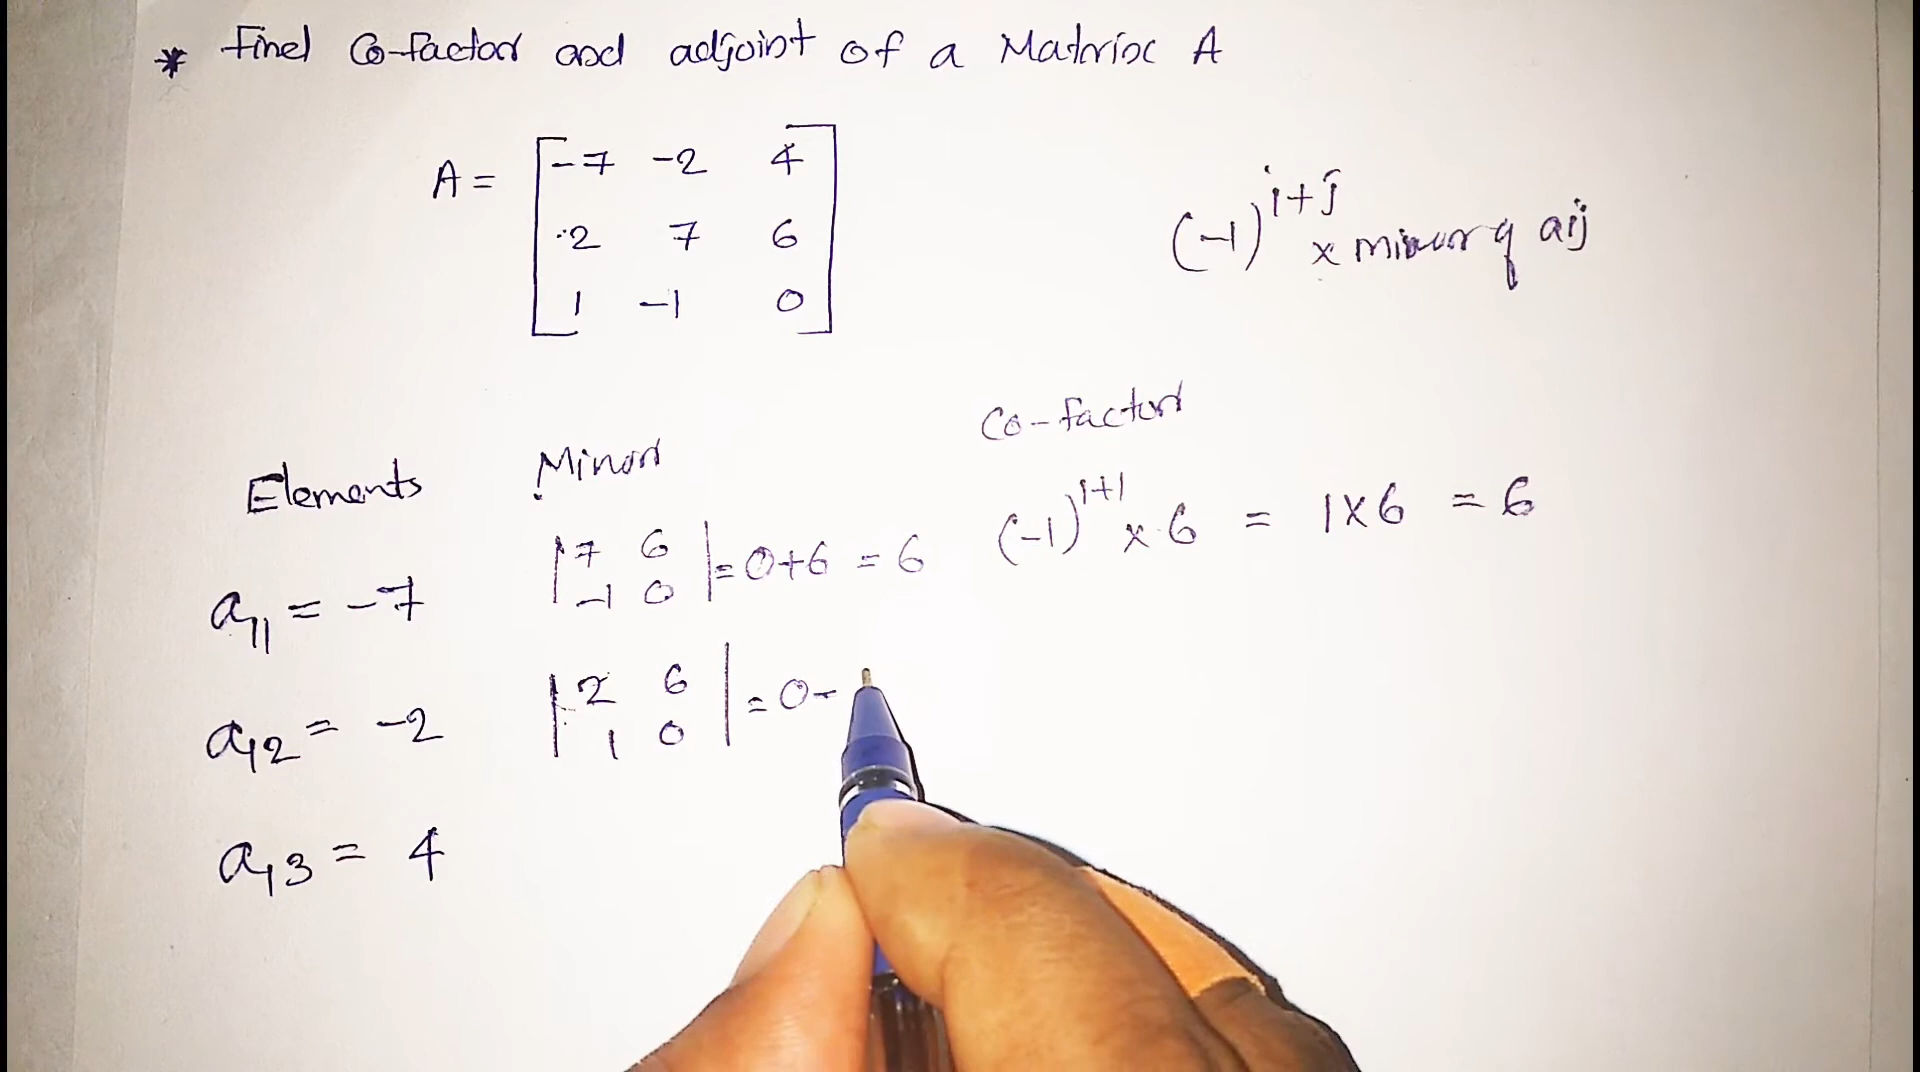 * Find Co-factor and adjoint of a Matrix A
A = [-7 -2 4
2 7 6
1 -1 0]
(-1)^{i+j} x minor of aij
Elements Minor Co-factor
a11 = -7 |7 6 -1 0| = 0+6 = 6 (-1)^{1+1} x 6 = 1x6 = 6
a12 = -2 |2 6 1 0| = 0-
a13 = 4